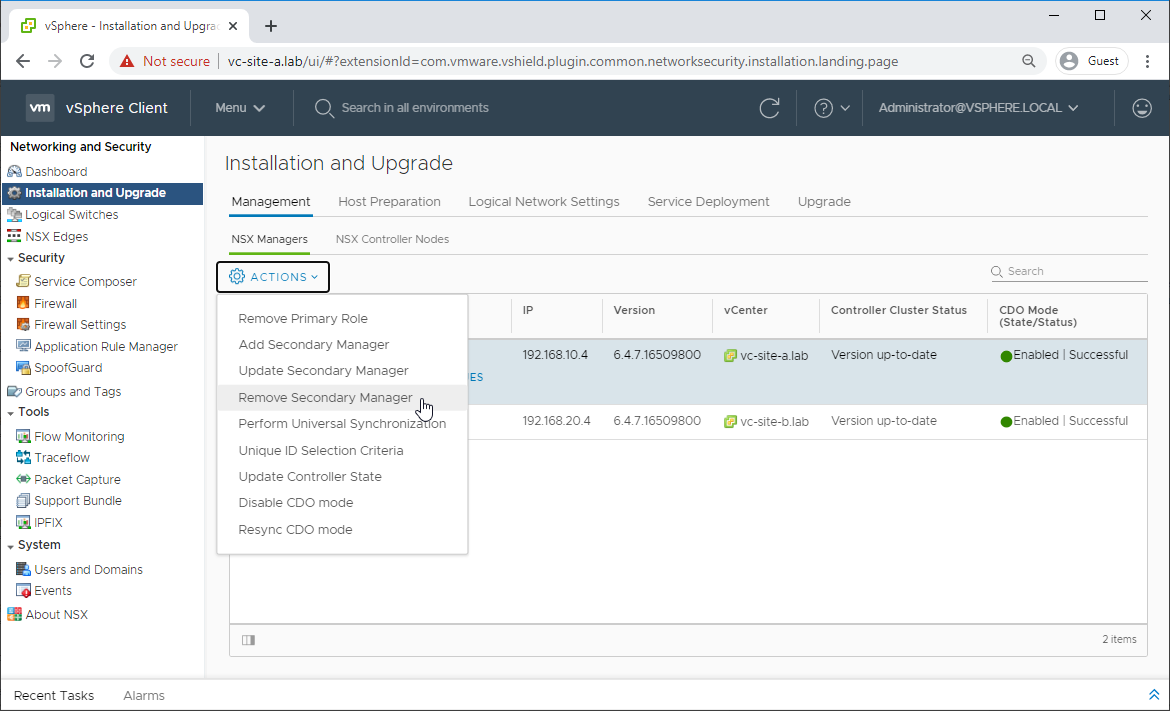 vSphere - Installation and Upgra
Not secure
vc-site-a.lab/ui/#?extensionId=com.vmware.vshield.plugin.common.networksecurity.installation.landing.page
Guest
vm
vSphere Client
Menu
Search in all environments
Administrator@VSPHERE.LOCAL
Networking and Security
Dashboard
Installation and Upgrade
Logical Switches
NSX Edges
Security
Service Composer
Firewall
Firewall Settings
Application Rule Manager
SpoofGuard
Groups and Tags
Tools
Flow Monitoring
Traceflow
Packet Capture
Support Bundle
IPFIX
System
Users and Domains
Events
About NSX
Installation and Upgrade
Management
Host Preparation
Logical Network Settings
Service Deployment
Upgrade
NSX Managers
NSX Controller Nodes
ACTIONS
Search
Remove Primary Role
Add Secondary Manager
Update Secondary Manager
Remove Secondary Manager
Perform Universal Synchronization
Unique ID Selection Criteria
Update Controller State
Disable CDO mode
Resync CDO mode
IP
Version
vCenter
Controller Cluster Status
CDO Mode
(State/Status)
192.168.10.4
6.4.7.16509800
vc-site-a.lab
Version up-to-date
Enabled | Successful
ES
192.168.20.4
6.4.7.16509800
vc-site-b.lab
Version up-to-date
Enabled | Successful
2 items
Recent Tasks
Alarms